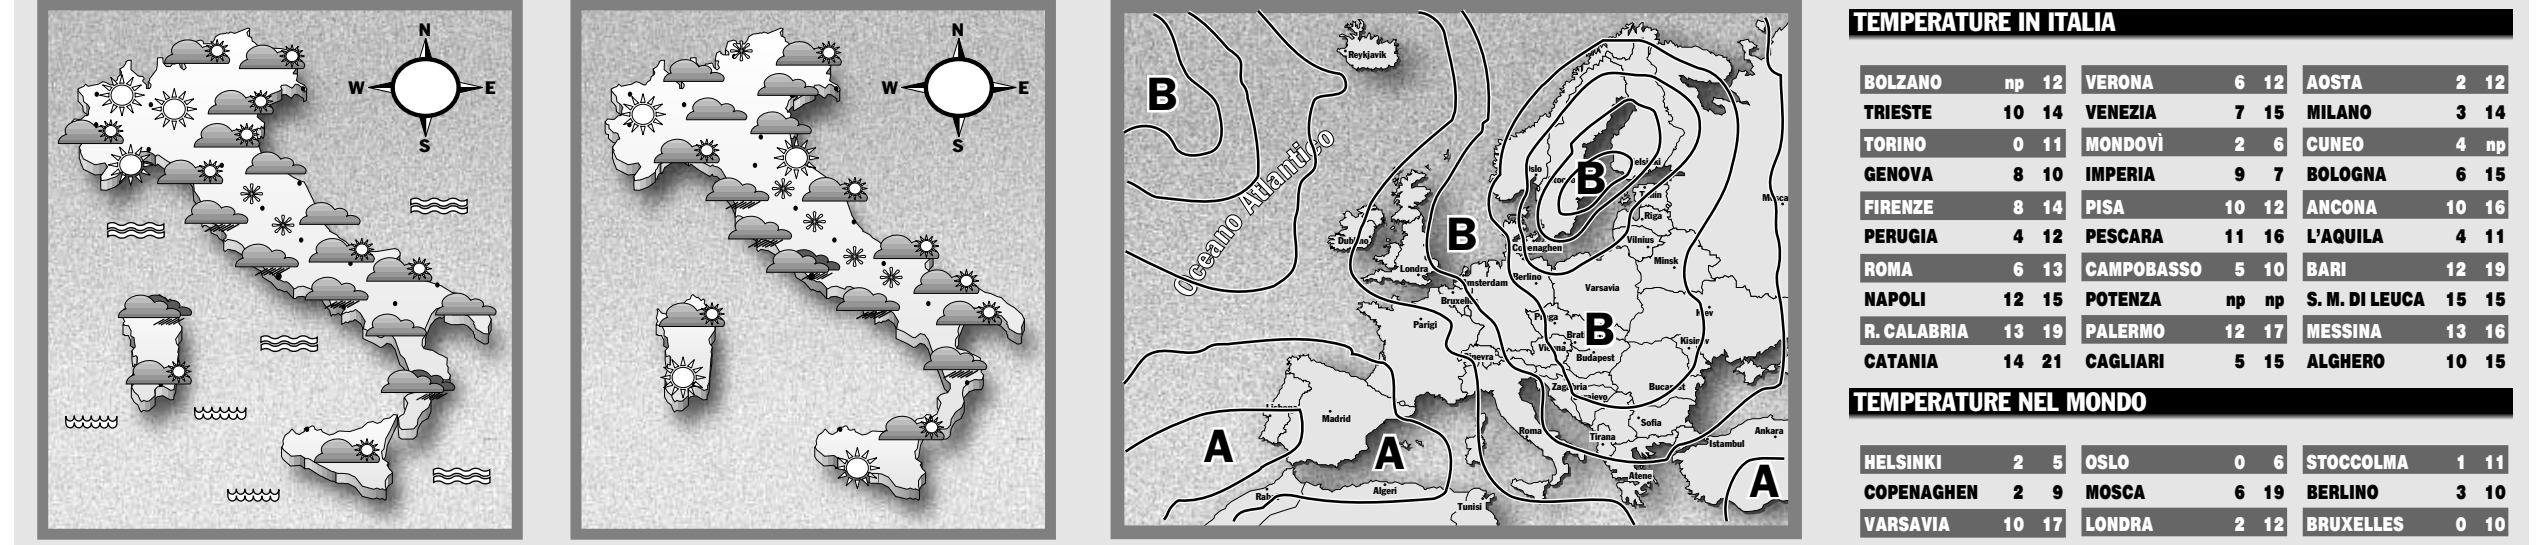 N
W E
S
N
W E
S
B
Reykjavik
Oceano Atlantico
B
Oslo
Helsinki
Tallin
Riga
Mosca
Dublino
B
Copenaghen
Vilnius
Minsk
Londra
Berlino
Amsterdam
Varsavia
Bruxelles
Parigi
Praga
B
Kiev
Vienna
Budapest
Kisinev
Ginevra
Zagabria
Bucarest
Lisbona
Madrid
Sofia
Roma
Tirana
Istambul
Ankara
A
A
Atene
A
Algeri
Tunisi
TEMPERATURE IN ITALIA
BOLZANO np 12 VERONA 6 12 AOSTA 2 12
TRIESTE 10 14 VENEZIA 7 15 MILANO 3 14
TORINO 0 11 MONDOVÌ 2 6 CUNEO 4 np
GENOVA 8 10 IMPERIA 9 7 BOLOGNA 6 15
FIRENZE 8 14 PISA 10 12 ANCONA 10 16
PERUGIA 4 12 PESCARA 11 16 L'AQUILA 4 11
ROMA 6 13 CAMPOBASSO 5 10 BARI 12 19
NAPOLI 12 15 POTENZA np np S. M. DI LEUCA 15 15
R. CALABRIA 13 19 PALERMO 12 17 MESSINA 13 16
CATANIA 14 21 CAGLIARI 5 15 ALGHERO 10 15
TEMPERATURE NEL MONDO
HELSINKI 2 5 OSLO 0 6 STOCCOLMA 1 11
COPENAGHEN 2 9 MOSCA 6 19 BERLINO 3 10
VARSAVIA 10 17 LONDRA 2 12 BRUXELLES 0 10